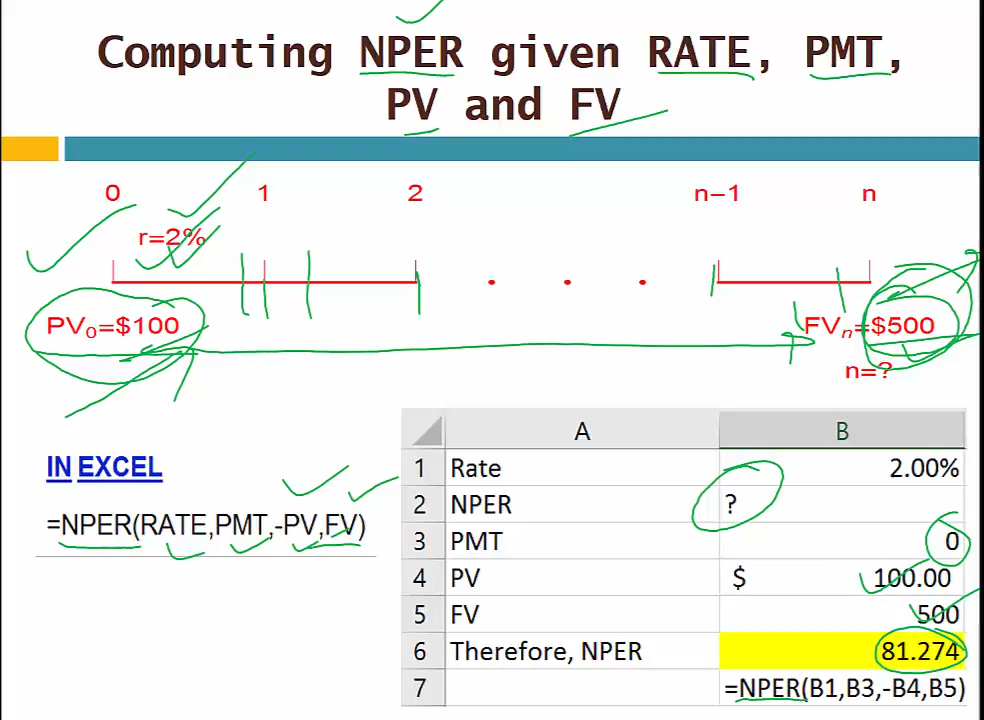 Computing NPER given RATE, PMT,
PV and FV
0 1 2 n-1 n
r=2%
PV₀=$100 FVₙ=$500
n=?
IN EXCEL
=NPER(RATE,PMT,-PV,FV)
A B
1 Rate 2.00%
2 NPER ?
3 PMT 0
4 PV $ 100.00
5 FV 500
6 Therefore, NPER 81.274
7 =NPER(B1,B3,-B4,B5)